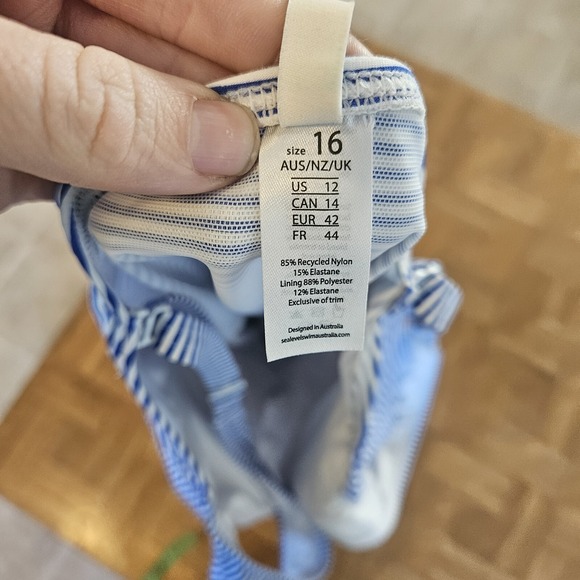 size 16
AUS/NZ/UK
US 12
CAN 14
EUR 42
FR 44
85% Recycled Nylon
15% Elastane
Lining 88% Polyester
12% Elastane
Exclusive of trim
Designed in Australia
sealevelswimaustralia.com